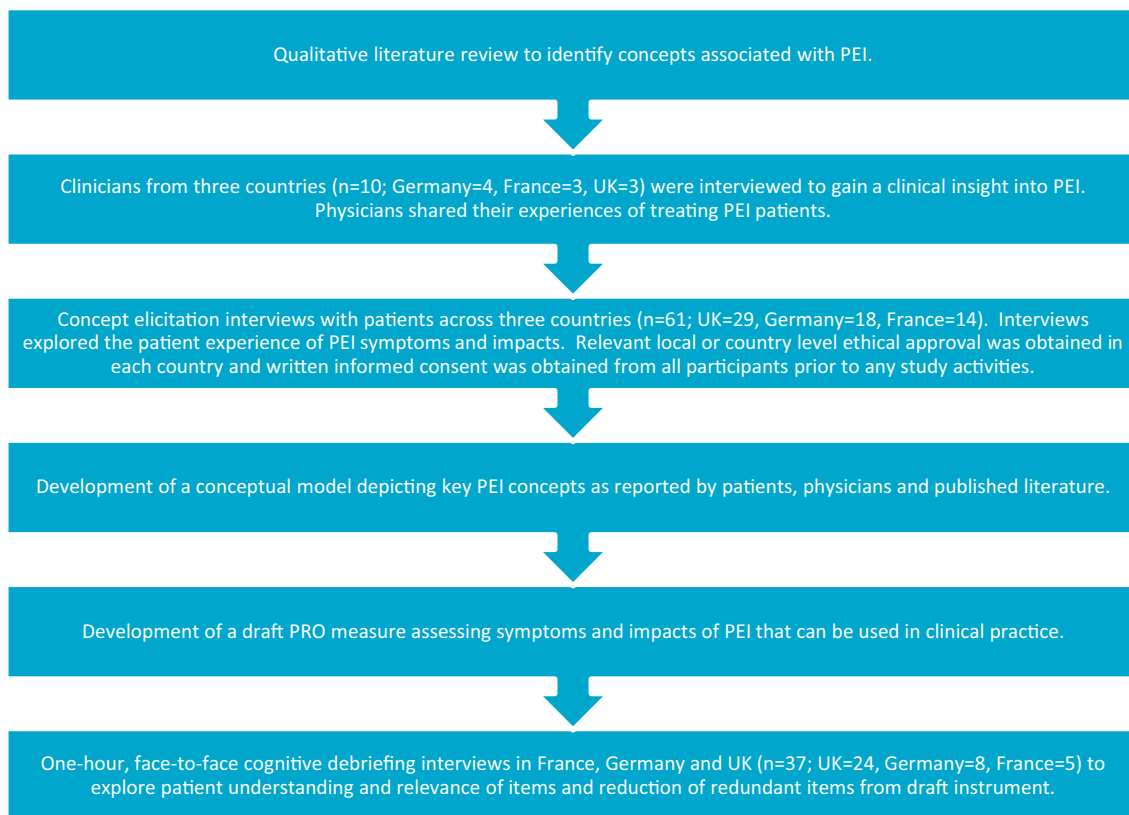 Qualitative literature review to identify concepts associated with PEI.
Clinicians from three countries (n=10; Germany=4, France=3, UK=3) were interviewed to gain a clinical insight into PEI.
Physicians shared their experiences of treating PEI patients.
Concept elicitation interviews with patients across three countries (n=61; UK=29, Germany=18, France=14).  Interviews
explored the patient experience of PEI symptoms and impacts.  Relevant local or country level ethical approval was obtained in
each country and written informed consent was obtained from all participants prior to any study activities.
Development of a conceptual model depicting key PEI concepts as reported by patients, physicians and published literature.
Development of a draft PRO measure assessing symptoms and impacts of PEI that can be used in clinical practice.
One-hour, face-to-face cognitive debriefing interviews in France, Germany and UK (n=37; UK=24, Germany=8, France=5) to
explore patient understanding and relevance of items and reduction of redundant items from draft instrument.